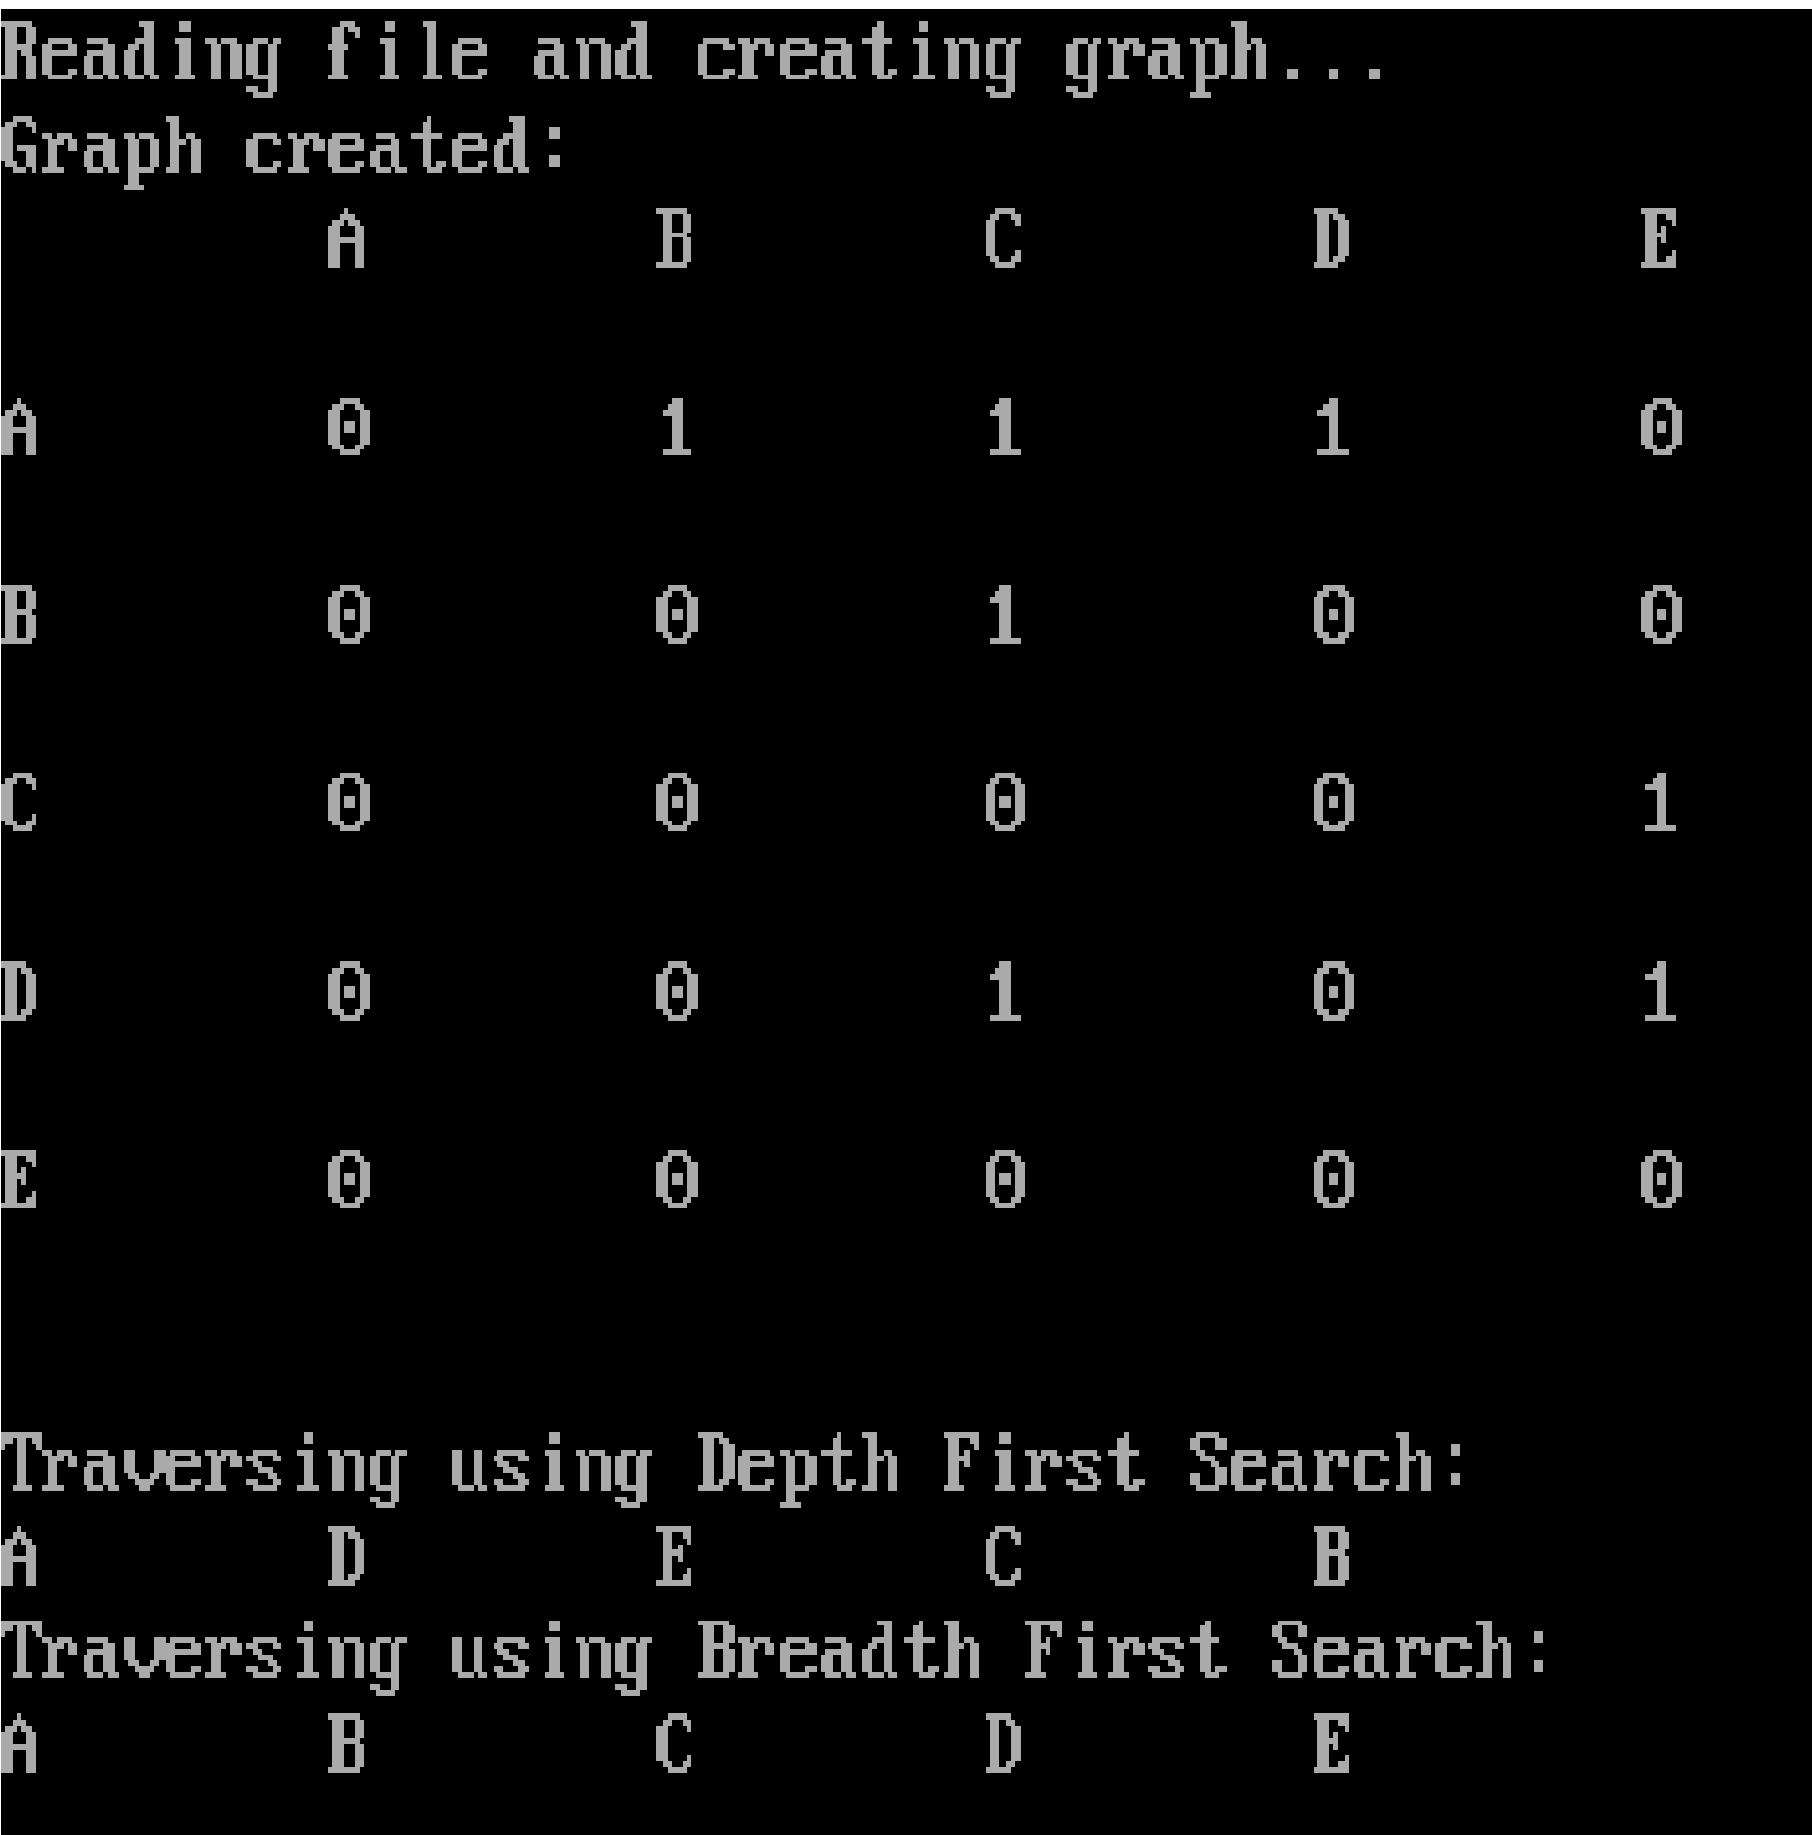 Reading file and creating graph...
Graph created:
A B C D E
A 0 1 1 1 0
B 0 0 1 0 0
C 0 0 0 0 1
D 0 0 1 0 1
E 0 0 0 0 0
Traversing using Depth First Search:
A D E C B
Traversing using Breadth First Search:
A B C D E